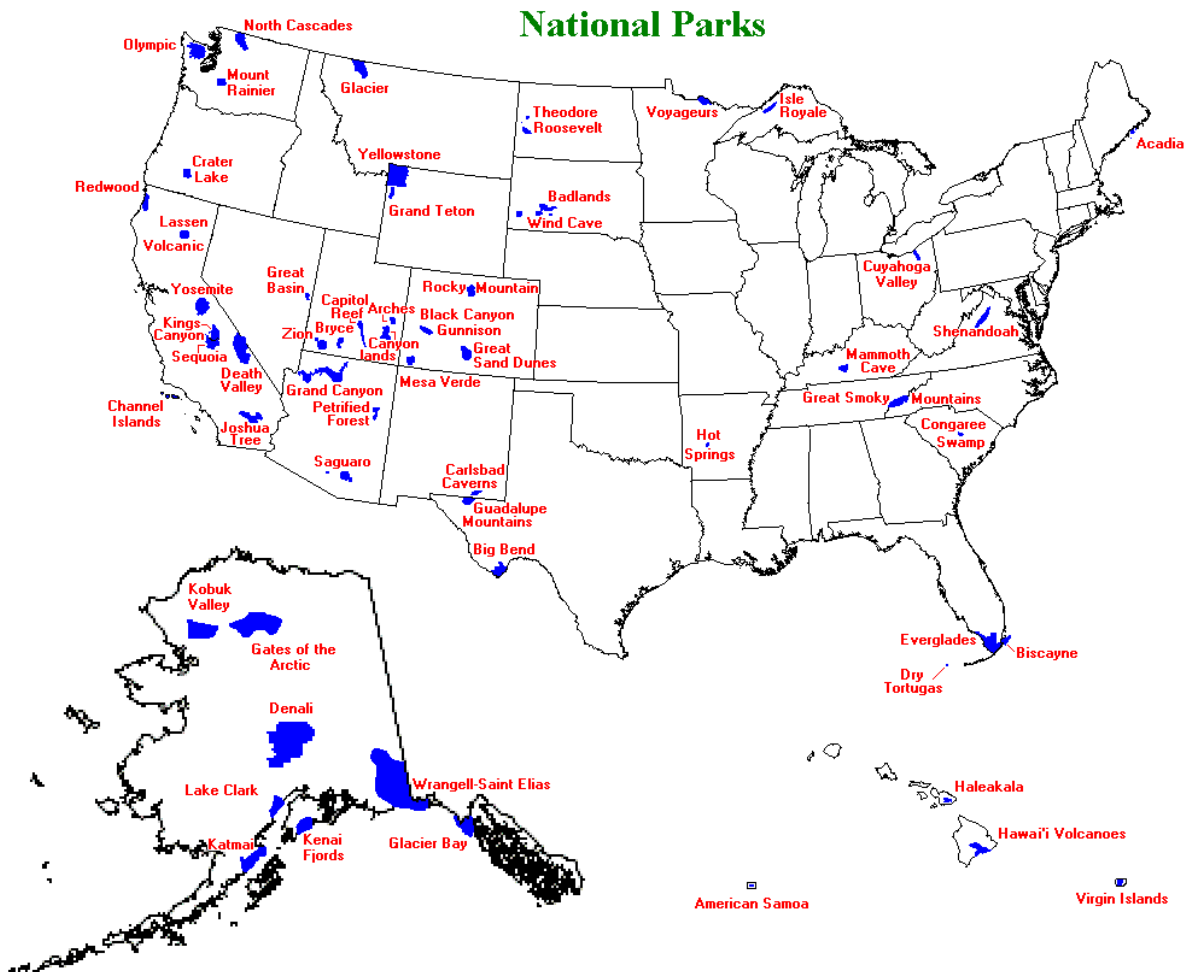 National Parks
North Cascades
Olympic
Mount
Rainier
Glacier
Theodore
Roosevelt
Voyageurs
Isle
Royale
Acadia
Yellowstone
Crater
Lake
Redwood
Grand Teton
Badlands
Wind Cave
Lassen
Volcanic
Cuyahoga
Valley
Great
Basin
Yosemite
Rocky Mountain
Capitol
Reef
Arches
Black Canyon
Gunnison
Kings
Canyon
Sequoia
Zion
Bryce
Canyon
lands
Great
Sand Dunes
Shenandoah
Death
Valley
Mesa Verde
Mammoth
Cave
Grand Canyon
Channel
Islands
Petrified
Forest
Great Smoky Mountains
Joshua
Tree
Hot
Springs
Congaree
Swamp
Saguaro
Carlsbad
Caverns
Guadalupe
Mountains
Big Bend
Kobuk
Valley
Gates of the
Arctic
Everglades
Biscayne
Dry
Tortugas
Denali
Lake Clark
Wrangell-Saint Elias
Haleakala
Katmai
Kenai
Fjords
Glacier Bay
Hawai'i Volcanoes
American Samoa
Virgin Islands